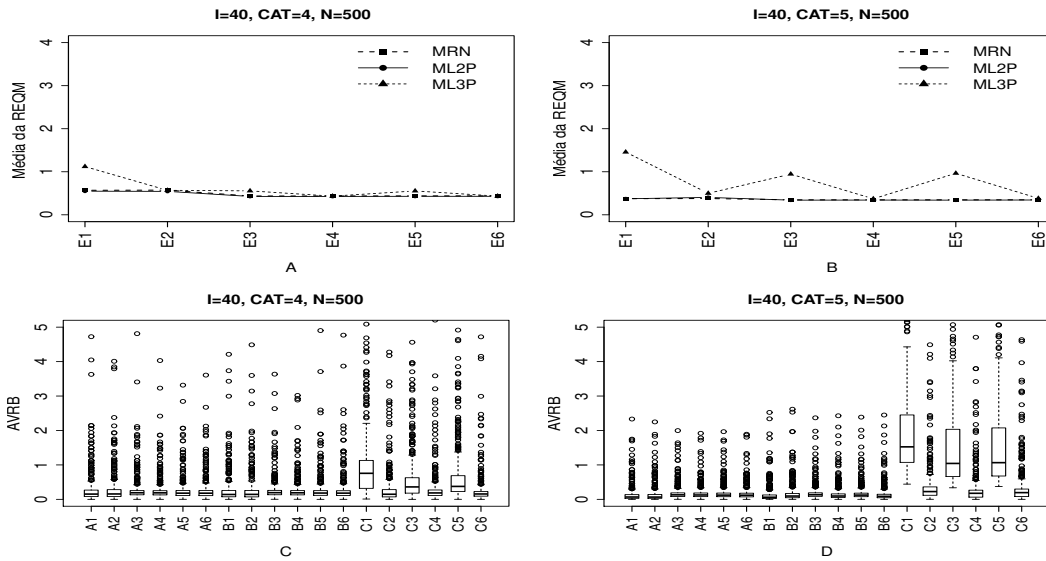 I=40, CAT=4, N=500
Média da REQM
4
3
2
1
0
MRN
ML2P
ML3P
E1 E2 E3 E4 E5 E6
A
I=40, CAT=5, N=500
Média da REQM
4
3
2
1
0
MRN
ML2P
ML3P
E1 E2 E3 E4 E5 E6
B
I=40, CAT=4, N=500
AVRB
5
4
3
2
1
0
A1 A2 A3 A4 A5 A6 B1 B2 B3 B4 B5 B6 C1 C2 C3 C4 C5 C6
C
I=40, CAT=5, N=500
AVRB
5
4
3
2
1
0
A1 A2 A3 A4 A5 A6 B1 B2 B3 B4 B5 B6 C1 C2 C3 C4 C5 C6
D